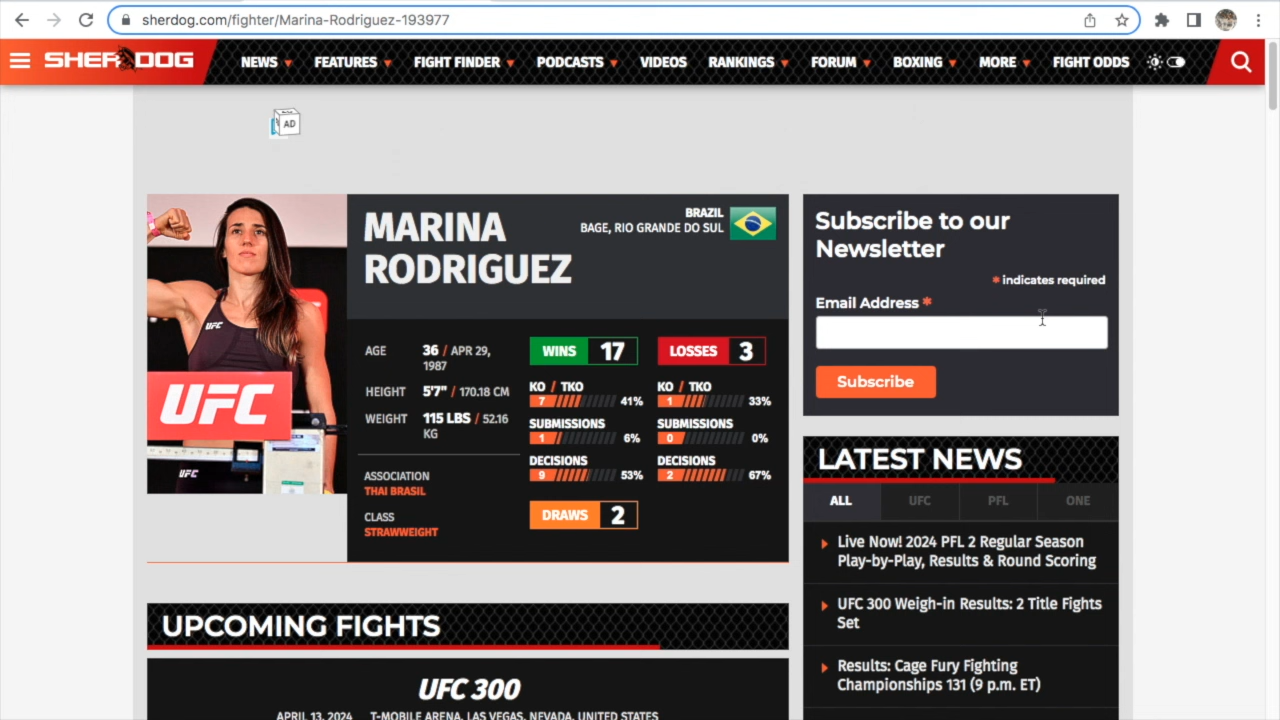 sherdog.com/fighter/Marina-Rodriguez-193977
SHERDOG
NEWS FEATURES FIGHT FINDER PODCASTS VIDEOS RANKINGS FORUM BOXING MORE FIGHT ODDS
AD
MARINA
RODRIGUEZ
BRAZIL
BAGE, RIO GRANDE DO SUL
UFC
UFC
UFC
AGE 36 / APR 29,
1987
HEIGHT 5'7" / 170.18 CM
WEIGHT 115 LBS / 52.16
KG
ASSOCIATION
THAI BRASIL
CLASS
STRAWWEIGHT
WINS 17
KO / TKO
7 41%
SUBMISSIONS
1 6%
DECISIONS
9 53%
DRAWS 2
LOSSES 3
KO / TKO
1 33%
SUBMISSIONS
0 0%
DECISIONS
2 67%
UPCOMING FIGHTS
UFC 300
APRIL 13, 2024 T-MOBILE ARENA, LAS VEGAS, NEVADA, UNITED STATES
Subscribe to our
Newsletter
* indicates required
Email Address *
Subscribe
LATEST NEWS
ALL UFC PFL ONE
Live Now! 2024 PFL 2 Regular Season
Play-by-Play, Results & Round Scoring
UFC 300 Weigh-in Results: 2 Title Fights
Set
Results: Cage Fury Fighting
Championships 131 (9 p.m. ET)